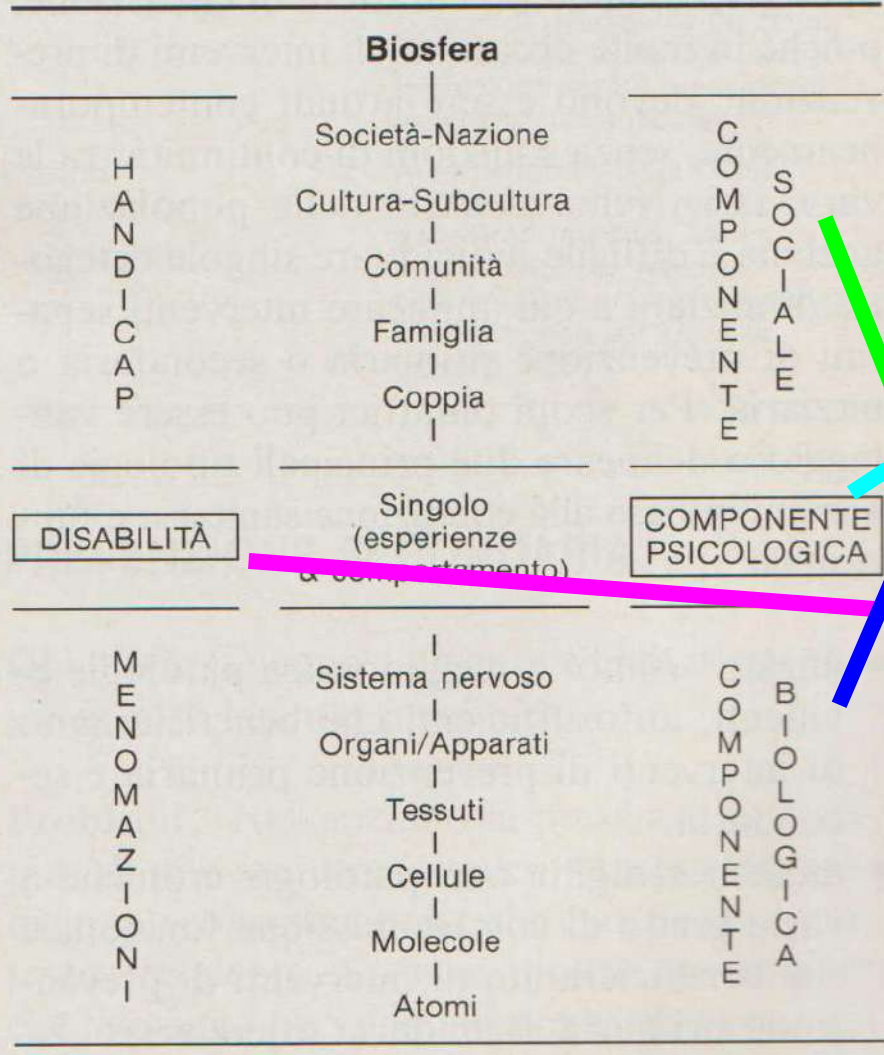 Biosfera
Società-Nazione
Cultura-Subcultura
Comunità
Famiglia
Coppia
HANDICAP
COMPONENTE
SOCIALE
Singolo
(esperienze
& comportamento)
DISABILITÀ
COMPONENTE
PSICOLOGICA
Sistema nervoso
Organi/Apparati
Tessuti
Cellule
Molecole
Atomi
MENOMAZIONI
COMPONENTE
BIOLOGICA